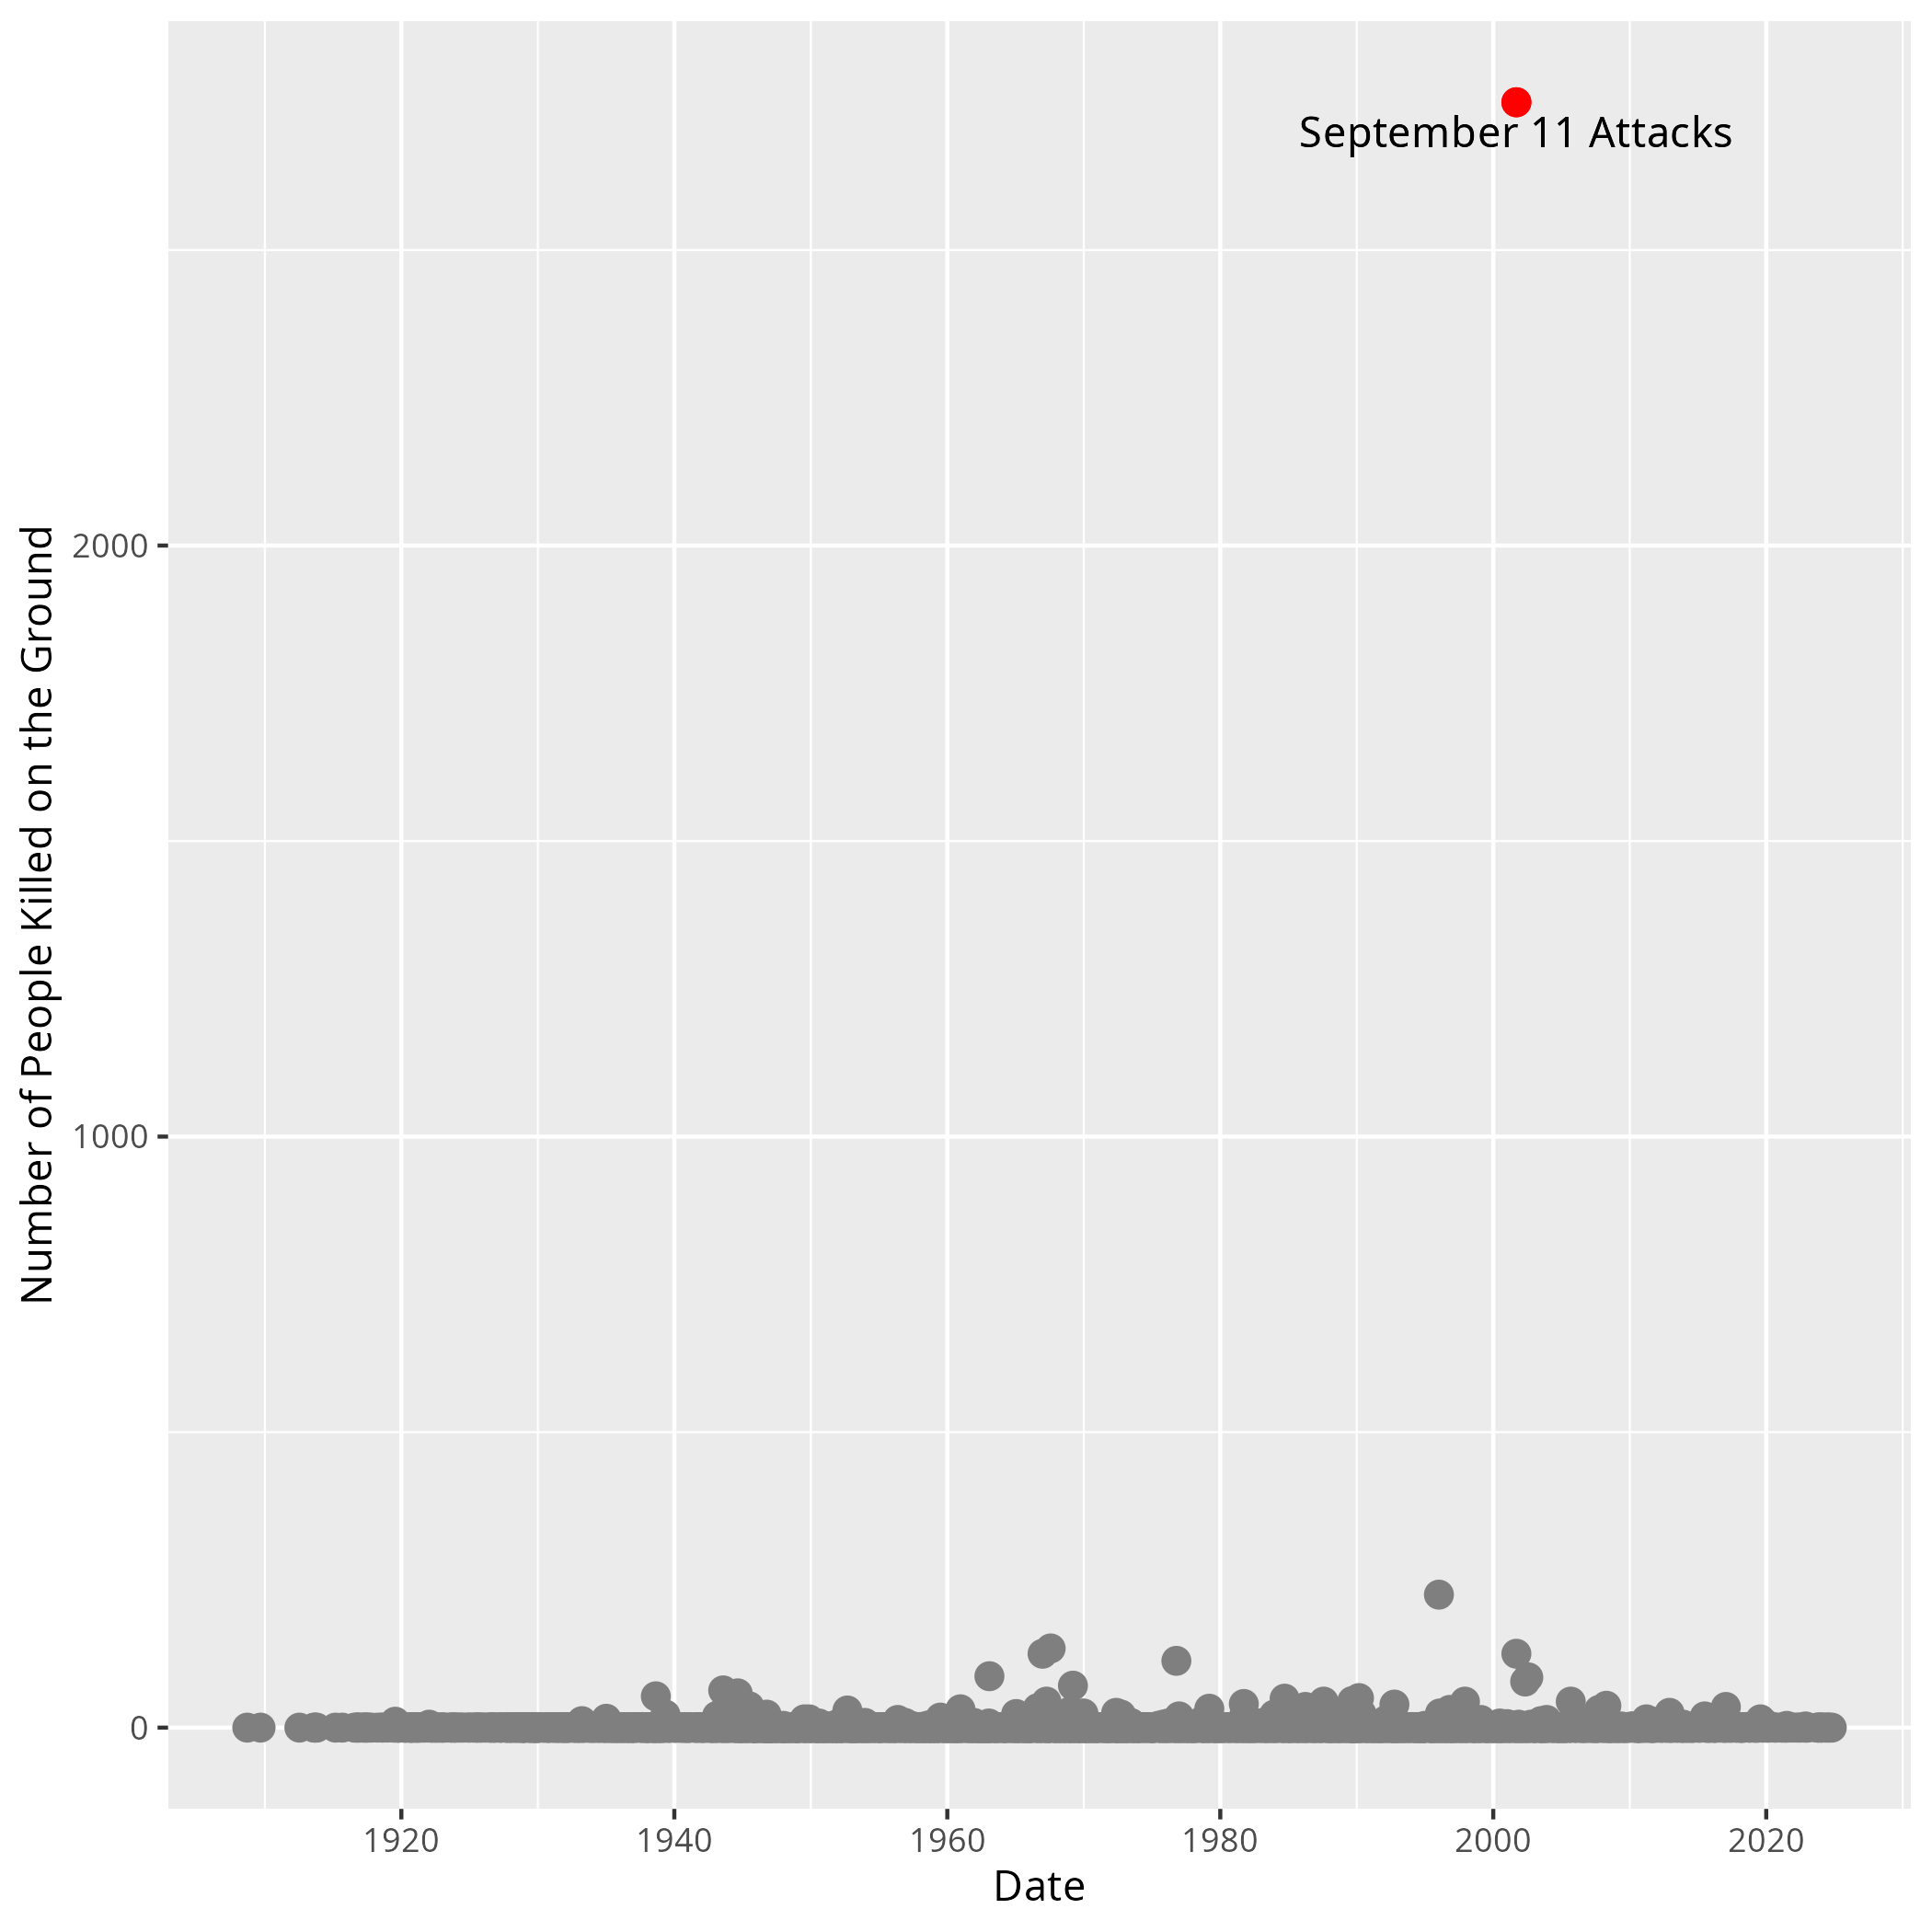 September 11 Attacks
Number of People Killed on the Ground
2000
1000
0
1920 1940 1960 1980 2000 2020
Date